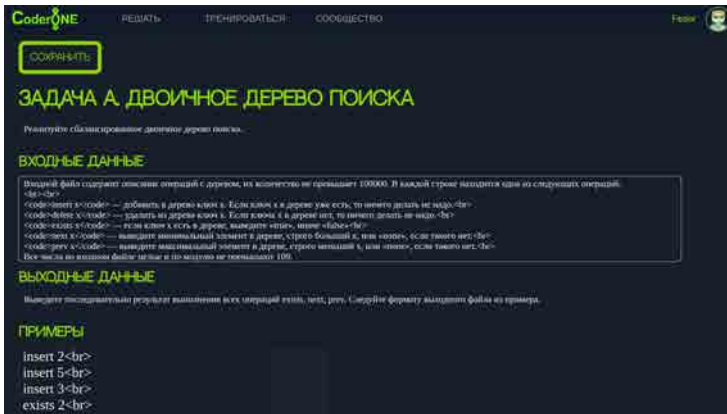 CoderONE РЕШАТЬ ТРЕНИРОВАТЬСЯ СООБЩЕСТВО Fedor
СОХРАНИТЬ
ЗАДАЧА A. ДВОИЧНОЕ ДЕРЕВО ПОИСКА
Реализуйте сбалансированное двоичное дерево поиска.
ВХОДНЫЕ ДАННЫЕ
Входной файл содержит описание операций с деревом, их количество не превышает 100000. В каждой строке находится одна из следующих операций:
<br><br>
<code>insert x</code> — добавить в дерево ключ x. Если ключ x в дереве уже есть, то ничего делать не надо.<br>
<code>delete x</code> — удалить из дерева ключ x. Если ключа x в дереве нет, то ничего делать не надо.<br>
<code>exists x</code> — если ключ x есть в дереве, выведите «true», иначе «false»<br>
<code>next x</code> — выведите минимальный элемент в дереве, строго больший x, или «none», если такого нет.<br>
<code>prev x</code> — выведите максимальный элемент в дереве, строго меньший x, или «none», если такого нет.<br>
Все числа во входном файле целые и по модулю не превышают 109.
ВЫХОДНЫЕ ДАННЫЕ
Выведите последовательно результат выполнения всех операций exists, next, prev. Следуйте формату выходного файла из примера.
ПРИМЕРЫ
insert 2<br>
insert 5<br>
insert 3<br>
exists 2<br>